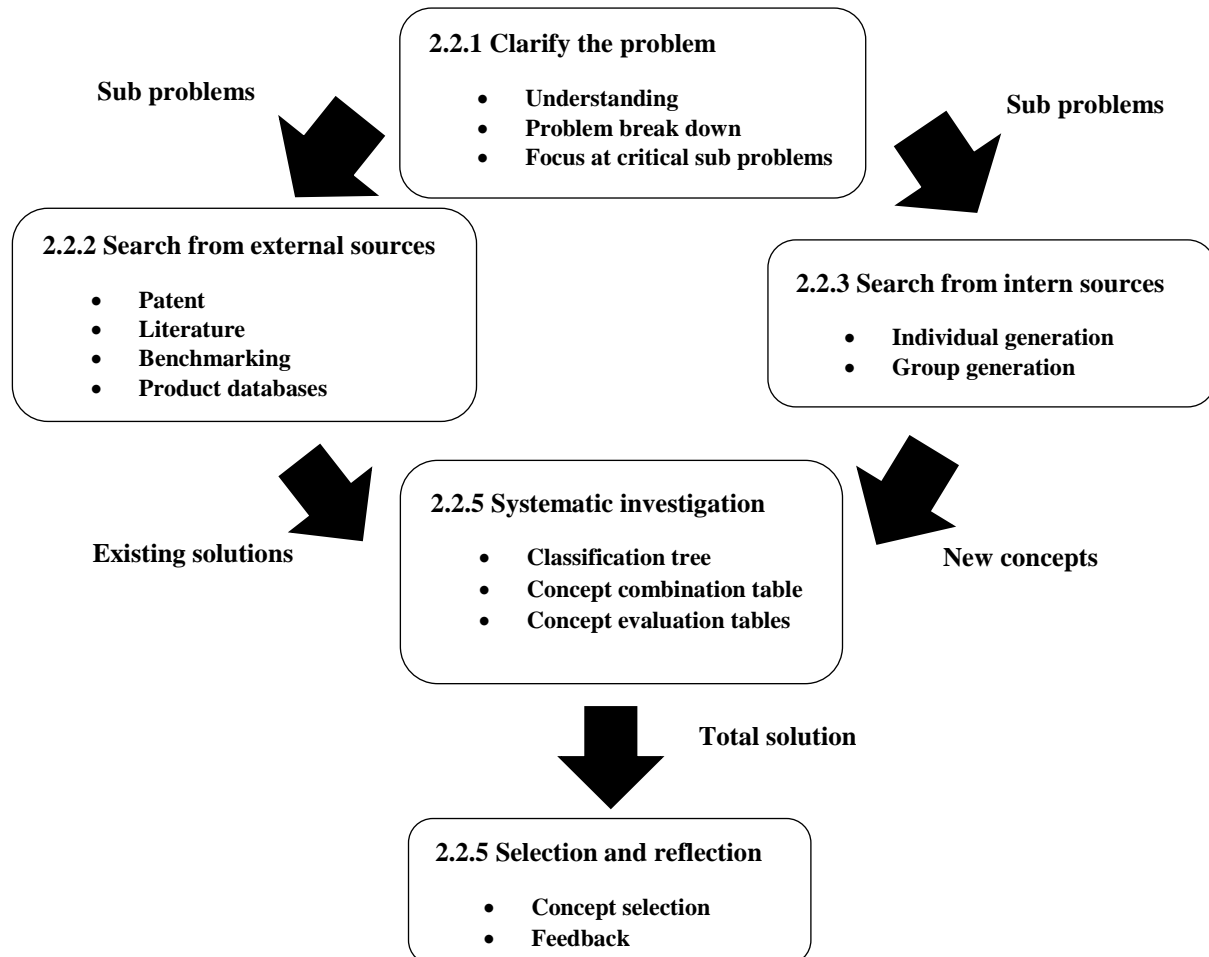 2.2.1 Clarify the problem
• Understanding
• Problem break down
• Focus at critical sub problems
Sub problems
Sub problems
2.2.2 Search from external sources
• Patent
• Literature
• Benchmarking
• Product databases
2.2.3 Search from intern sources
• Individual generation
• Group generation
Existing solutions
2.2.5 Systematic investigation
• Classification tree
• Concept combination table
• Concept evaluation tables
New concepts
Total solution
2.2.5 Selection and reflection
• Concept selection
• Feedback